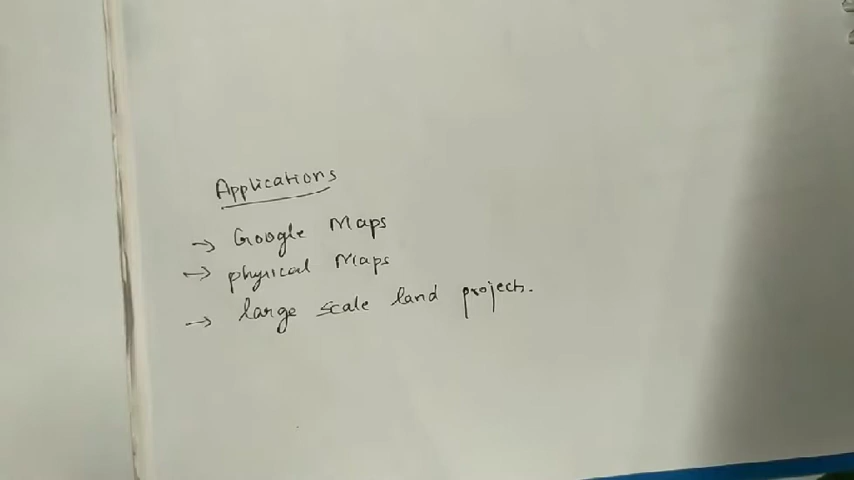 Applications
→ Google Maps
→ physical Maps
→ large scale land projects.